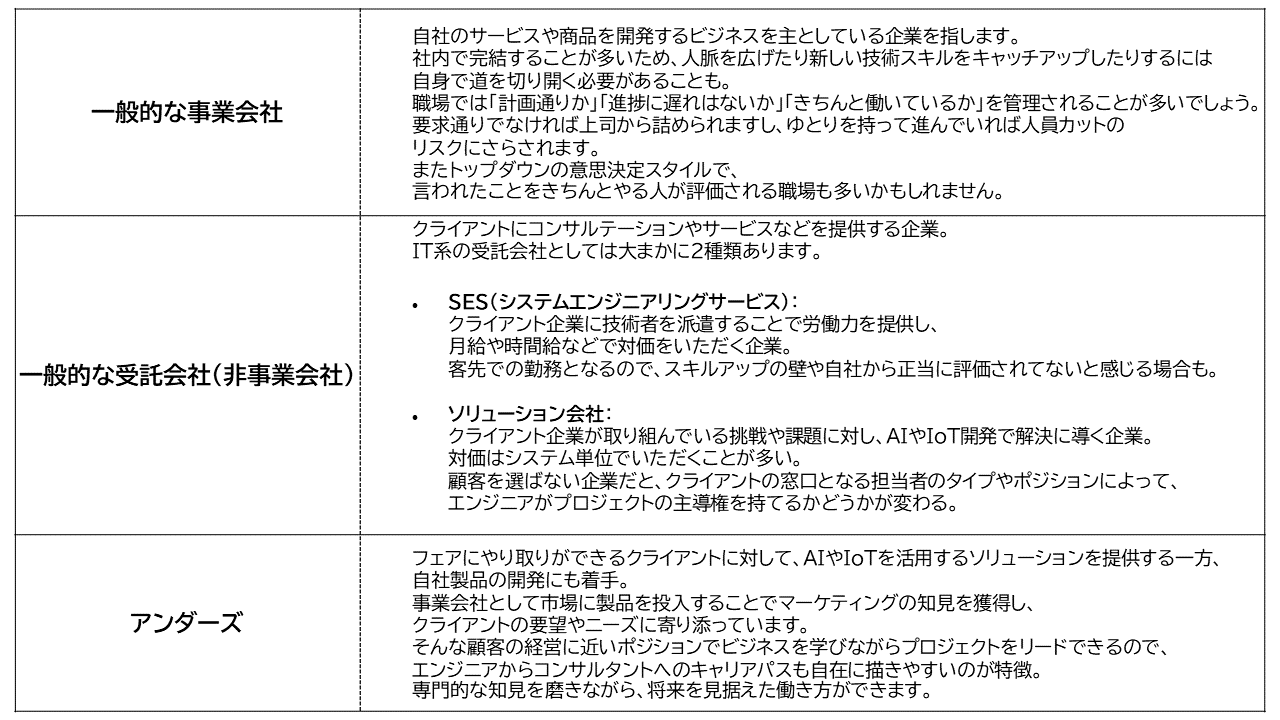 一般的な事業会社
自社のサービスや商品を開発するビジネスを主としている企業を指します。
社内で完結することが多いため、人脈を広げたり新しい技術スキルをキャッチアップしたりするには
自身で道を切り開く必要があることも。
職場では「計画通りか」「進捗に遅れはないか」「きちんと働いているか」を管理されることが多いでしょう。
要求通りでなければ上司から詰められますし、ゆとりを持って進んでいれば人員カットの
リスクにさらされます。
またトップダウンの意思決定スタイルで、
言われたことをきちんとやる人が評価される職場も多いかもしれません。
一般的な受託会社（非事業会社）
クライアントにコンサルテーションやサービスなどを提供する企業。
IT系の受託会社としては大まかに2種類あります。
• SES（システムエンジニアリングサービス）：
クライアント企業に技術者を派遣することで労働力を提供し、
月給や時間給などで対価をいただく企業。
客先での勤務となるので、スキルアップの壁や自社から正当に評価されてないと感じる場合も。
• ソリューション会社：
クライアント企業が取り組んでいる挑戦や課題に対し、AIやIoT開発で解決に導く企業。
対価はシステム単位でいただくことが多い。
顧客を選ばない企業だと、クライアントの窓口となる担当者のタイプやポジションによって、
エンジニアがプロジェクトの主導権を持てるかどうかが変わる。
アンダーズ
フェアにやり取りができるクライアントに対して、AIやIoTを活用するソリューションを提供する一方、
自社製品の開発にも着手。
事業会社として市場に製品を投入することでマーケティングの知見を獲得し、
クライアントの要望やニーズに寄り添っています。
そんな顧客の経営に近いポジションでビジネスを学びながらプロジェクトをリードできるので、
エンジニアからコンサルタントへのキャリアパスも自在に描きやすいのが特徴。
専門的な知見を磨きながら、将来を見据えた働き方ができます。